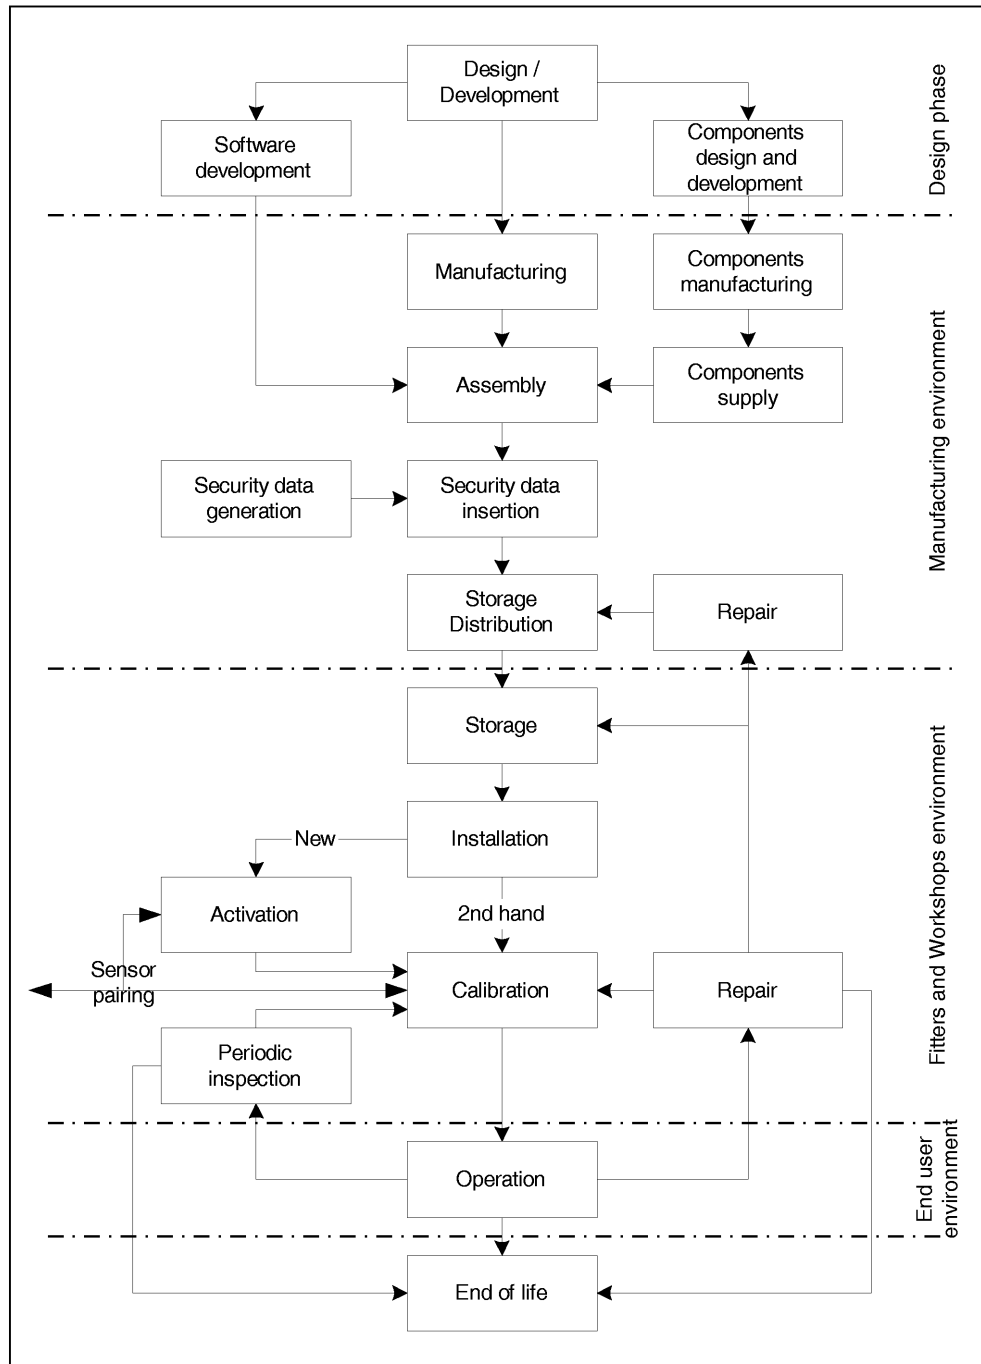 Design /
Development
Software
development
Components
design and
development
Design phase
Manufacturing
Components
manufacturing
Assembly
Components
supply
Manufacturing environment
Security data
generation
Security data
insertion
Storage
Distribution
Repair
Storage
New
Installation
Activation
2nd hand
Sensor
pairing
Calibration
Repair
Fitters and Workshops environment
Periodic
inspection
Operation
End user
environment
End of life